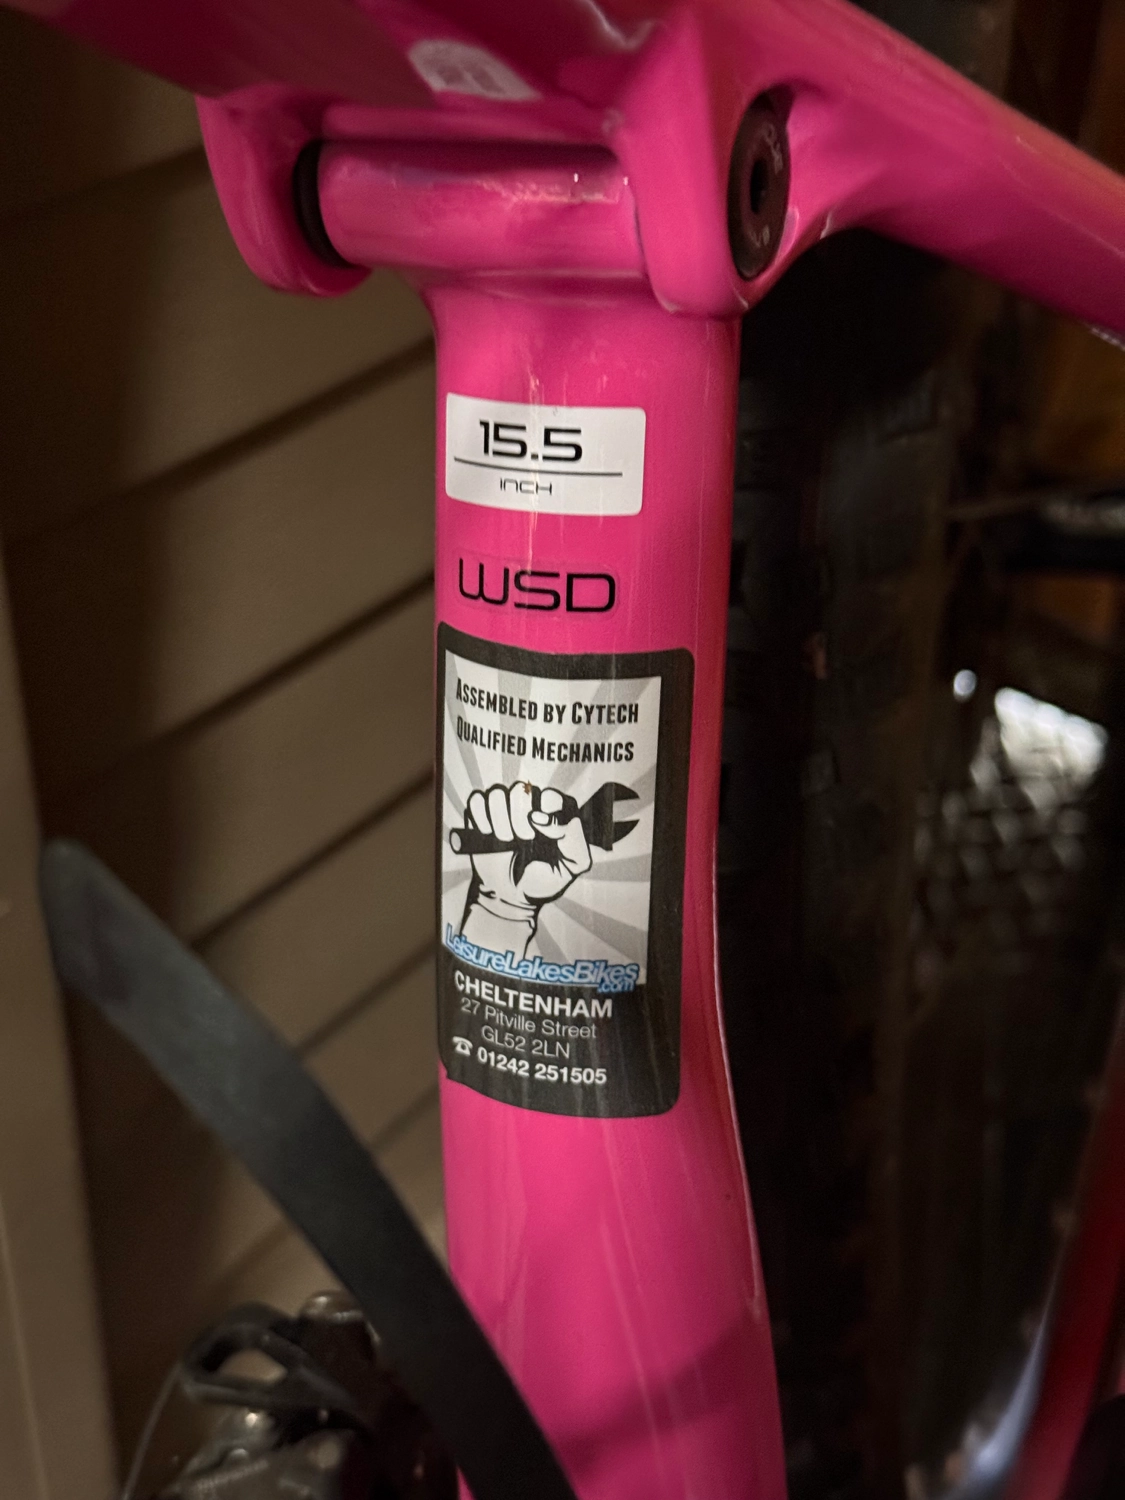 15.5
INCH
WSD
ASSEMBLED BY CYTECH
QUALIFIED MECHANICS
LeisureLakesBikes
.com
CHELTENHAM
27 Pitville Street
GL52 2LN
☎ 01242 251505